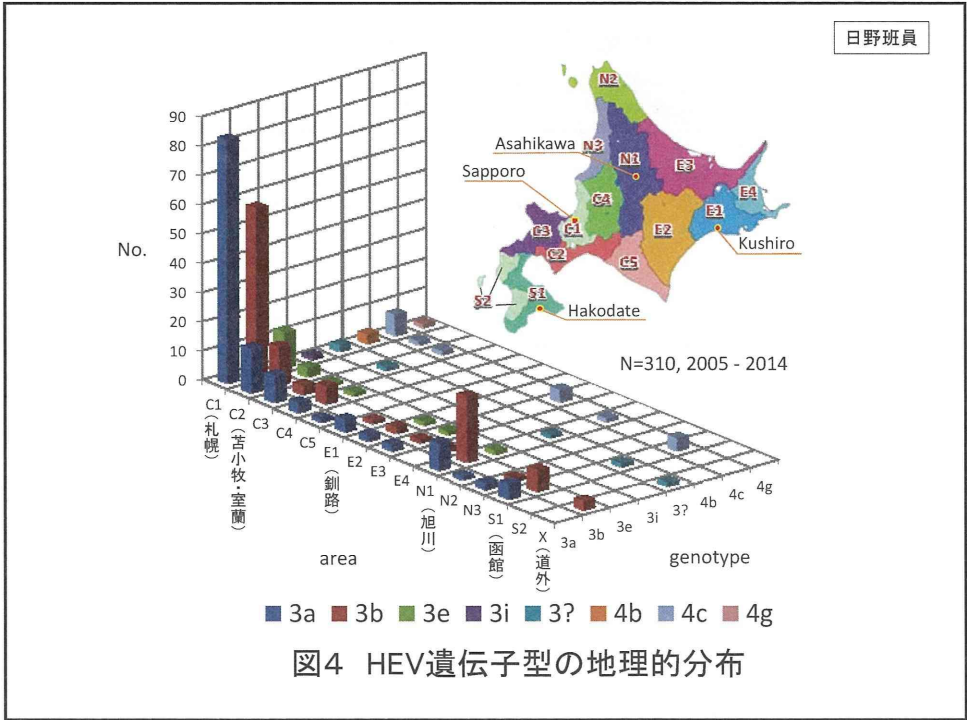 日野班員
90
80
70
60
50
40
30
20
10
0
No.
N2
Asahikawa
N3
N1
E3
Sapporo
E4
C4
E1
C3
C1
E2
C2
Kushiro
C5
S2
S1
Hakodate
N=310, 2005 - 2014
C1
(札幌)
C2
(苫小牧・室蘭)
C3
C4
C5
E1
(釧路)
E2
E3
E4
N1
(旭川)
N2
N3
S1
(函館)
S2
X
(道外)
area
3a
3b
3e
3i
3?
4b
4c
4g
genotype
3a 3b 3e 3i 3? 4b 4c 4g
図4 HEV遺伝子型の地理的分布